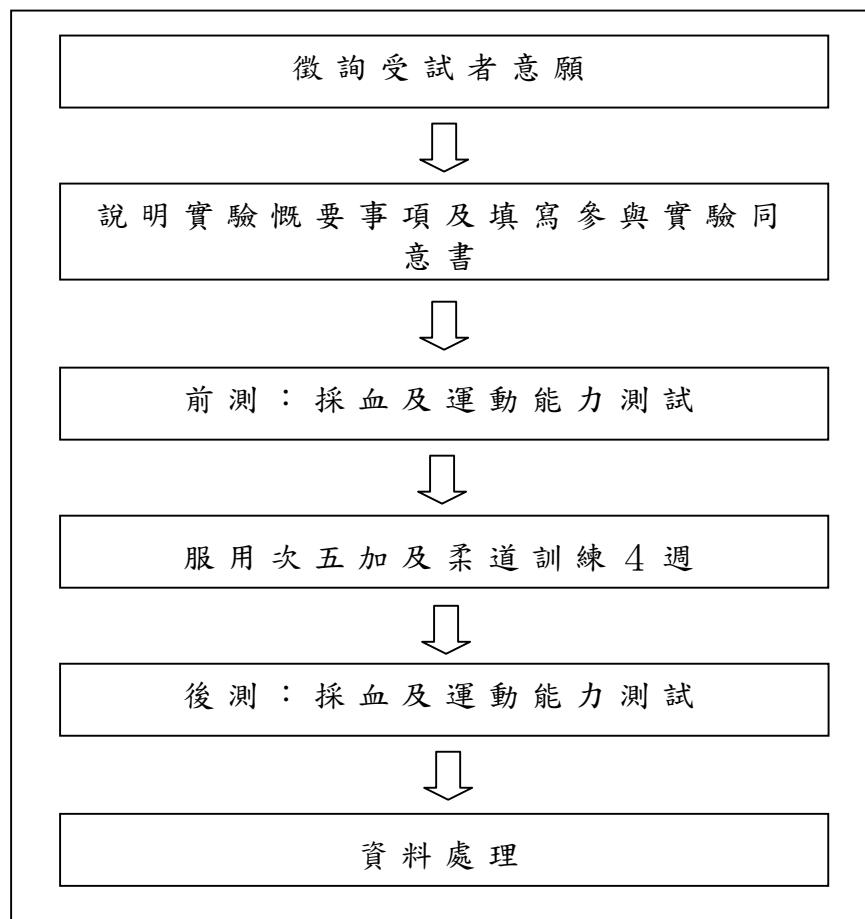 徵詢受試者意願
說明實驗慨要事項及填寫參與實驗同
意書
前測：採血及運動能力測試
服用次五加及柔道訓練4週
後測：採血及運動能力測試
資料處理